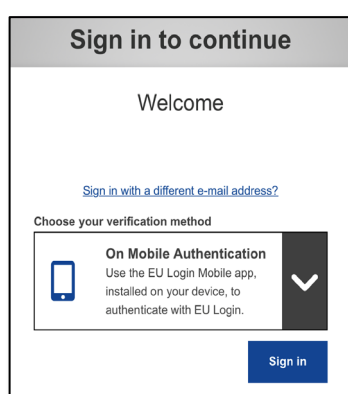 Sign in to continue
Welcome
Sign in with a different e-mail address?
Choose your verification method
On Mobile Authentication
Use the EU Login Mobile app,
installed on your device, to
authenticate with EU Login.
Sign in